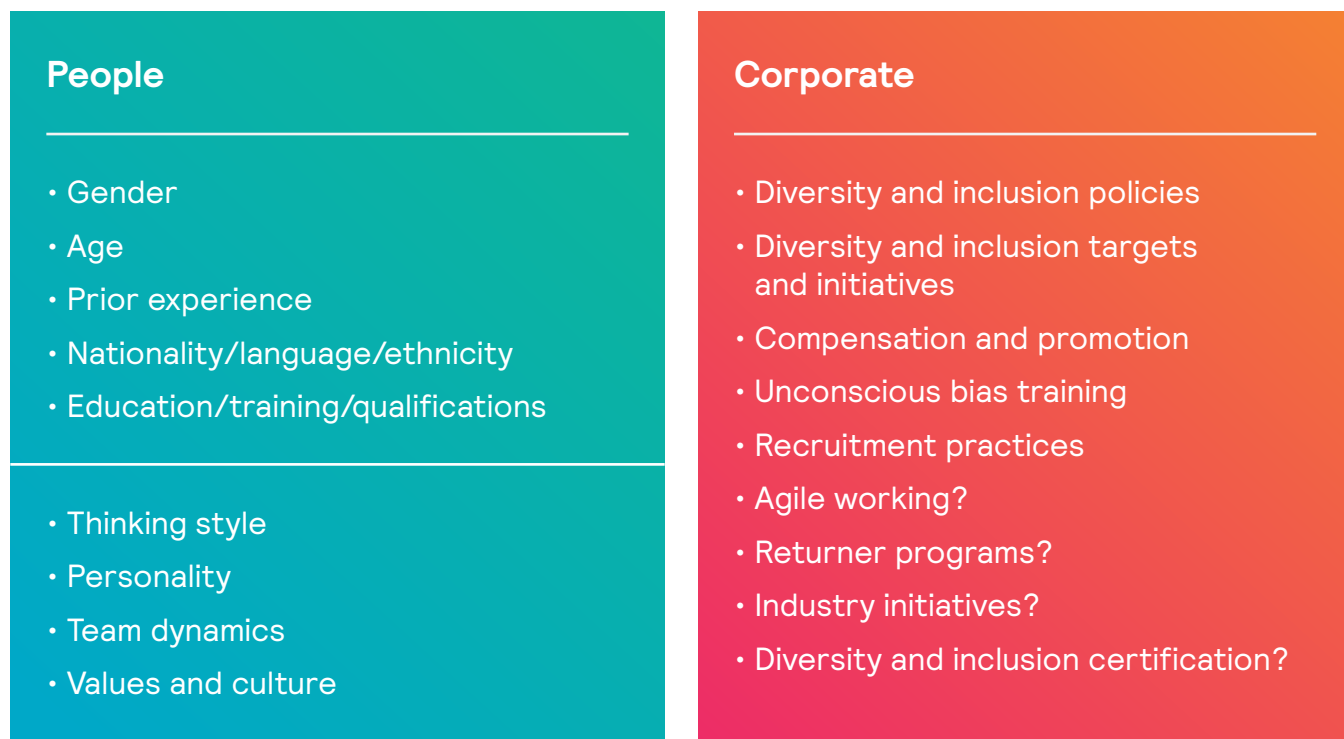 People
• Gender
• Age
• Prior experience
• Nationality/language/ethnicity
• Education/training/qualifications
• Thinking style
• Personality
• Team dynamics
• Values and culture
Corporate
• Diversity and inclusion policies
• Diversity and inclusion targets
and initiatives
• Compensation and promotion
• Unconscious bias training
• Recruitment practices
• Agile working?
• Returner programs?
• Industry initiatives?
• Diversity and inclusion certification?